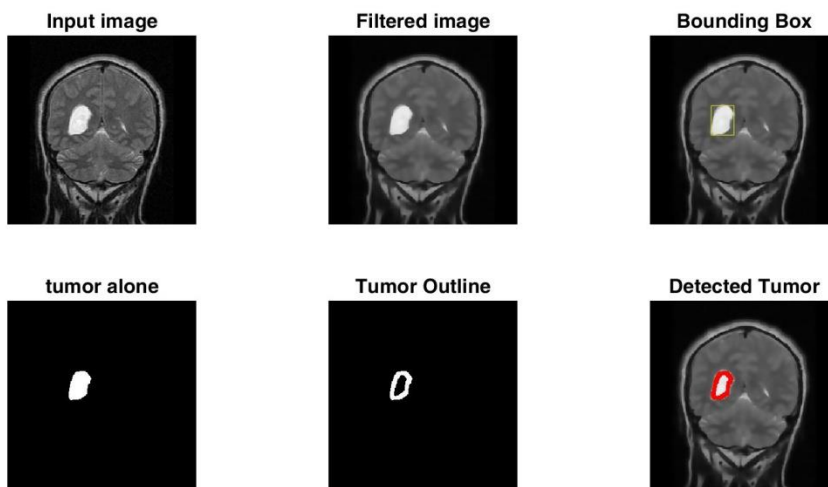 Input image
Filtered image
Bounding Box
tumor alone
Tumor Outline
Detected Tumor